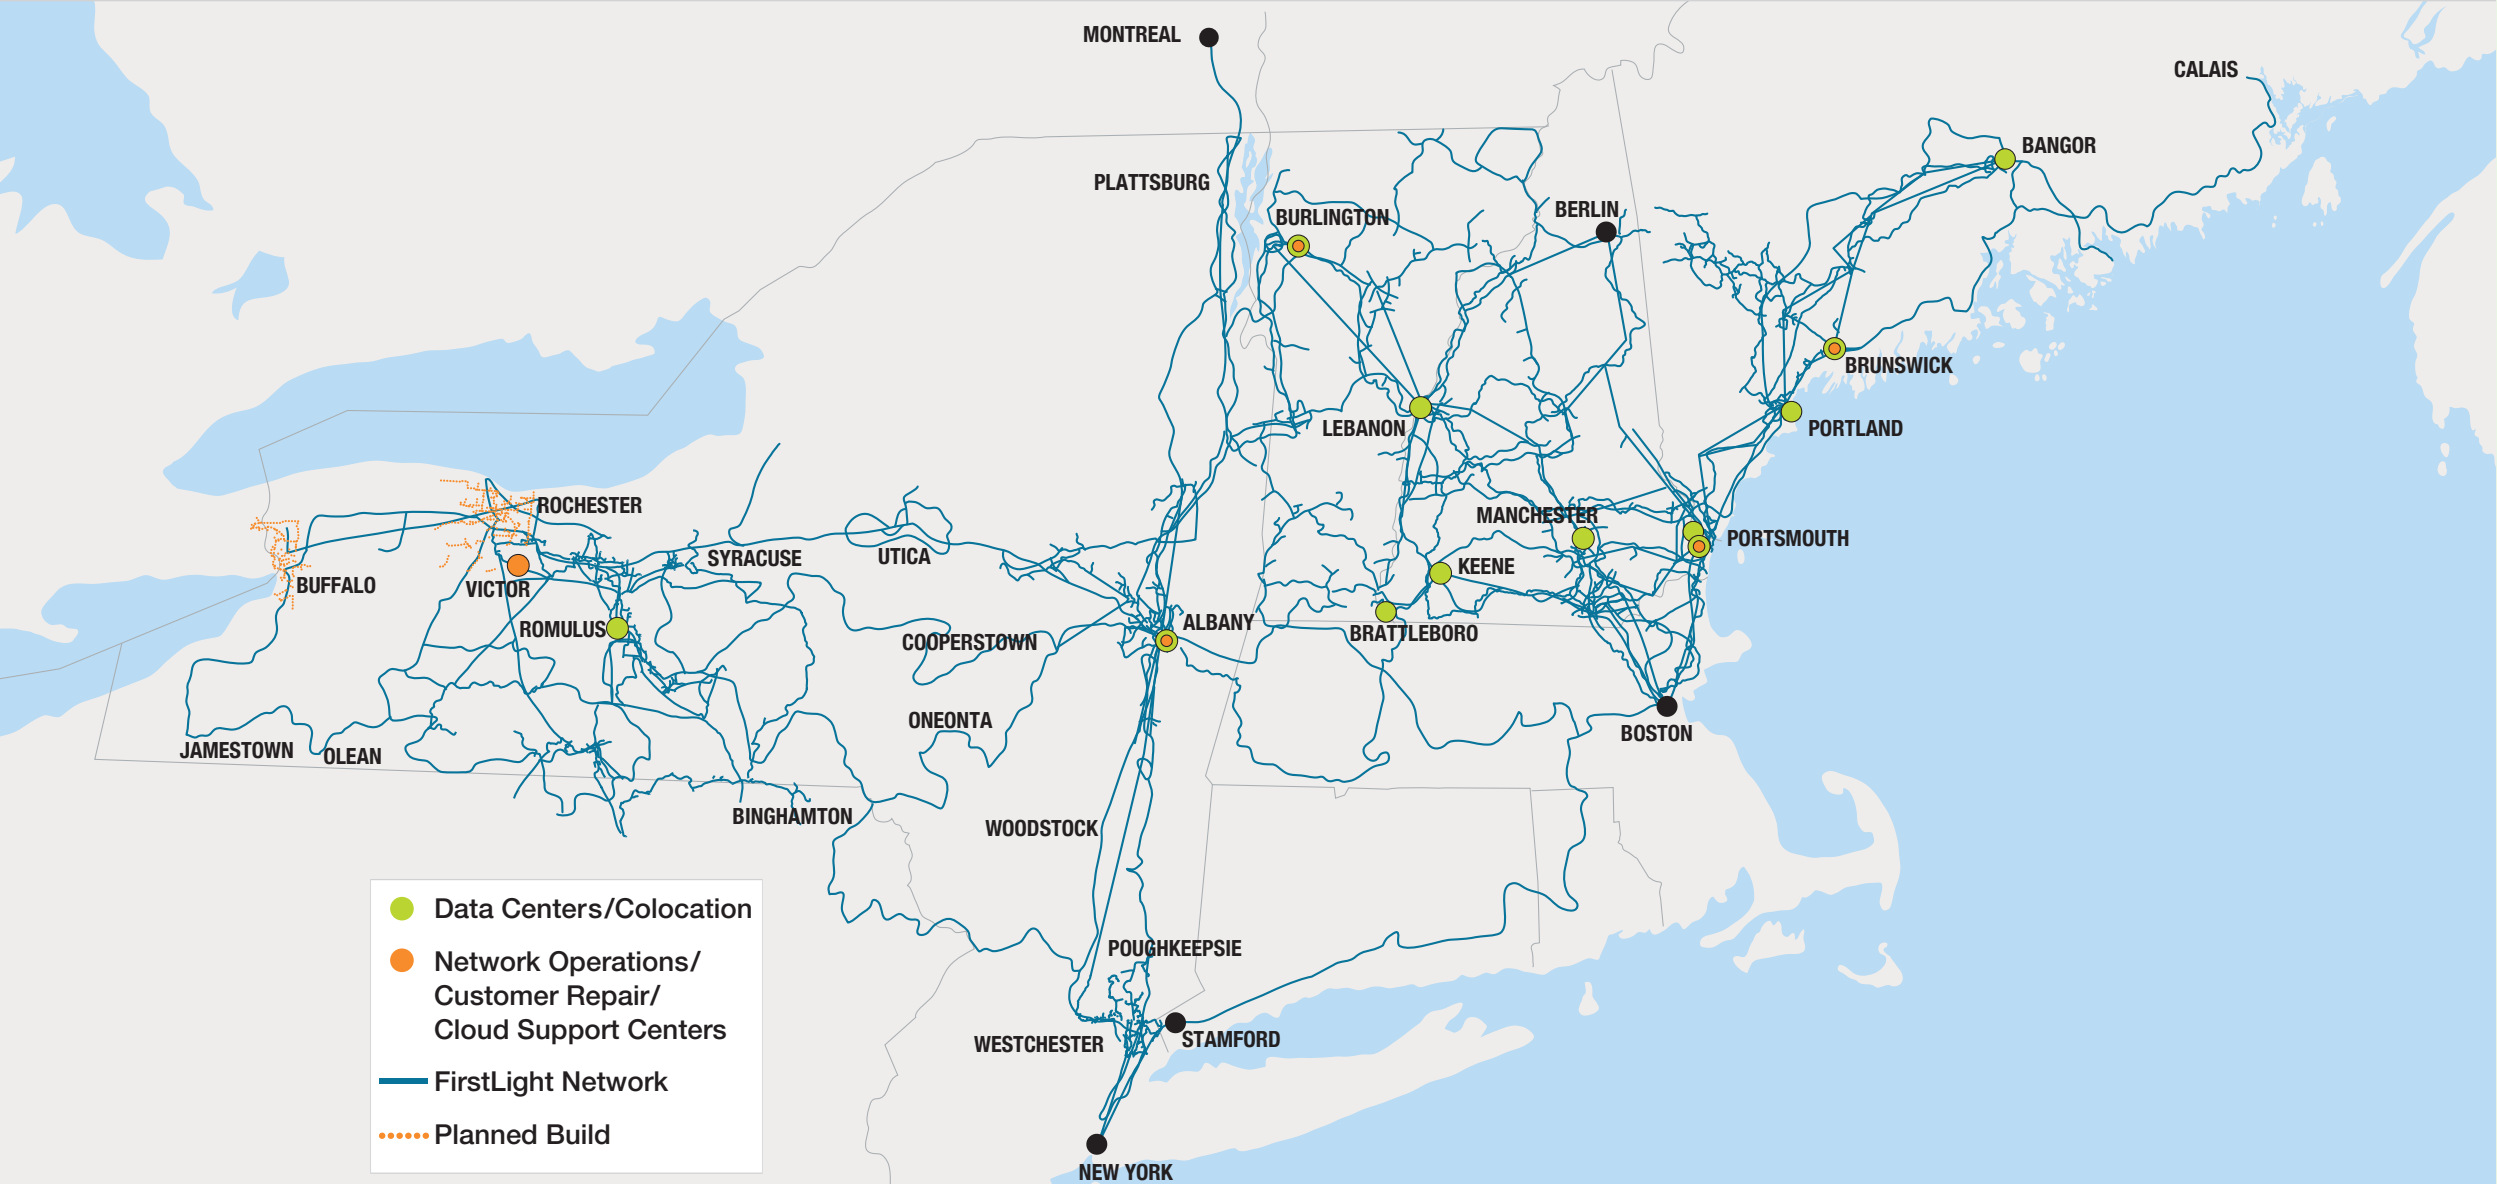 MONTREAL
CALAIS
BANGOR
PLATTSBURG
BURLINGTON
BERLIN
BRUNSWICK
LEBANON
PORTLAND
ROCHESTER
MANCHESTER
SYRACUSE
UTICA
PORTSMOUTH
KEENE
BUFFALO
VICTOR
ROMULUS
COOPERSTOWN
ALBANY
BRATTLEBORO
ONEONTA
BOSTON
JAMESTOWN
OLEAN
BINGHAMTON
WOODSTOCK
Data Centers/Colocation
Network Operations/
Customer Repair/
Cloud Support Centers
FirstLight Network
Planned Build
POUGHKEEPSIE
WESTCHESTER
STAMFORD
NEW YORK